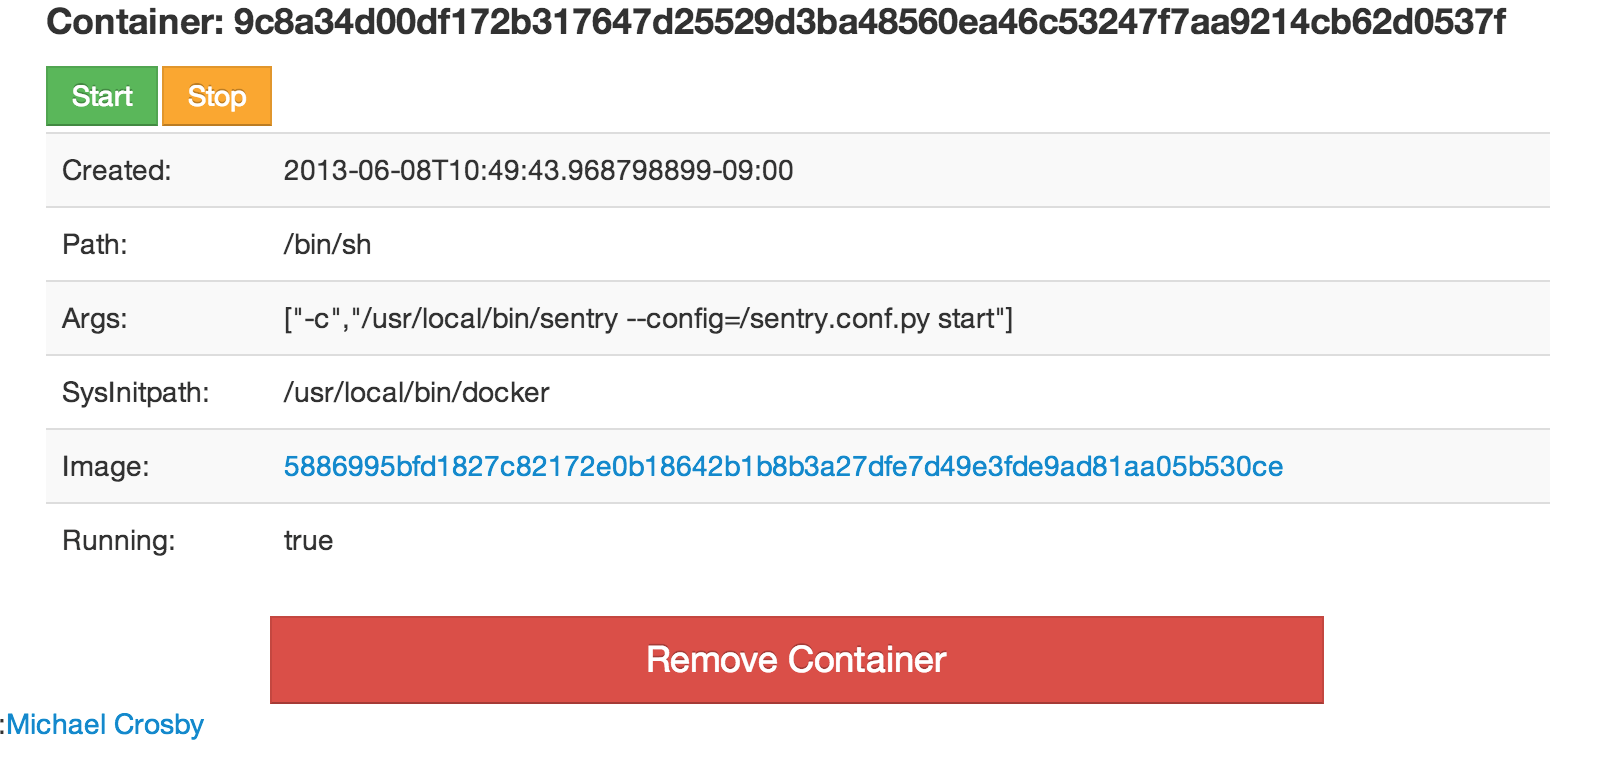 Container: 9c8a34d00df172b317647d25529d3ba48560ea46c53247f7aa9214cb62d0537f
Start Stop
Created: 2013-06-08T10:49:43.968798899-09:00
Path: /bin/sh
Args: ["-c","/usr/local/bin/sentry --config=/sentry.conf.py start"]
SysInitpath: /usr/local/bin/docker
Image: 5886995bfd1827c82172e0b18642b1b8b3a27dfe7d49e3fde9ad81aa05b530ce
Running: true
Remove Container
:Michael Crosby